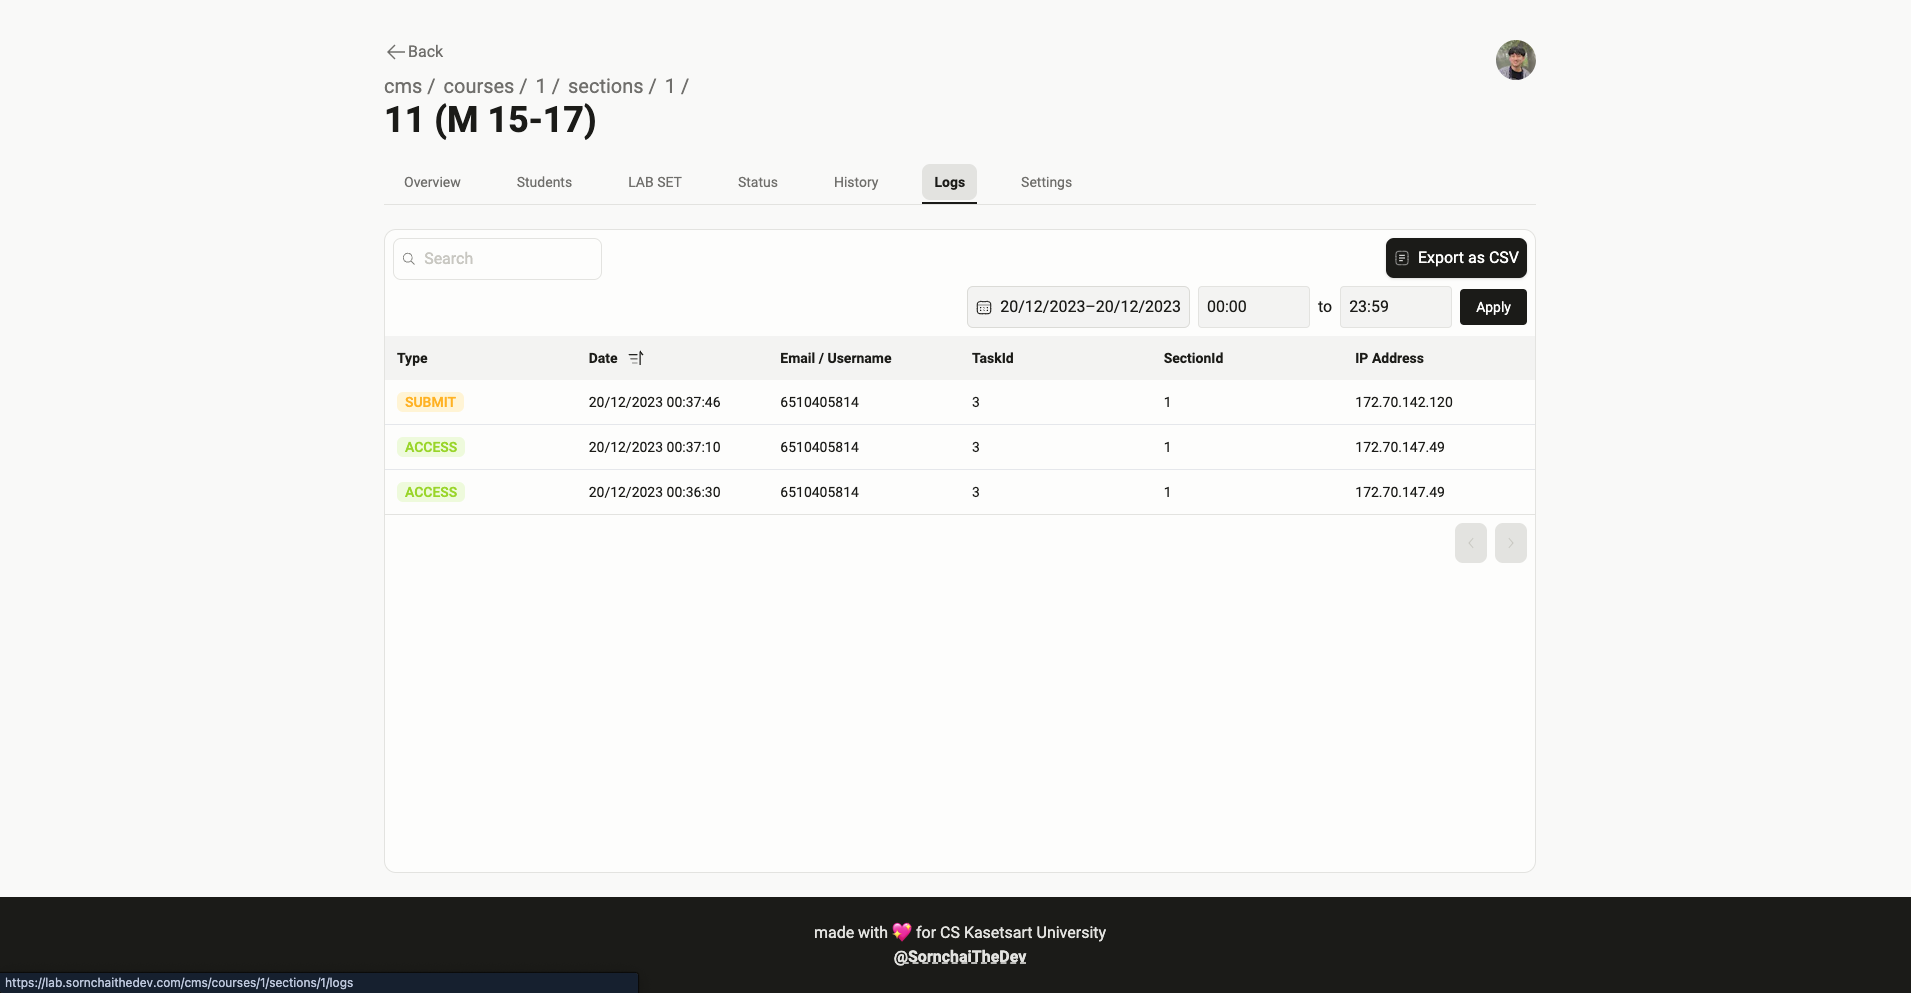 Back
cms / courses / 1 / sections / 1 /
11 (M 15-17)
Overview Students LAB SET Status History Logs Settings
Search
Export as CSV
20/12/2023–20/12/2023 00:00 to 23:59 Apply
Type Date Email / Username TaskId SectionId IP Address
SUBMIT 20/12/2023 00:37:46 6510405814 3 1 172.70.142.120
ACCESS 20/12/2023 00:37:10 6510405814 3 1 172.70.147.49
ACCESS 20/12/2023 00:36:30 6510405814 3 1 172.70.147.49
made with 💖 for CS Kasetsart University
@SornchaiTheDev
https://lab.sornchaithedev.com/cms/courses/1/sections/1/logs